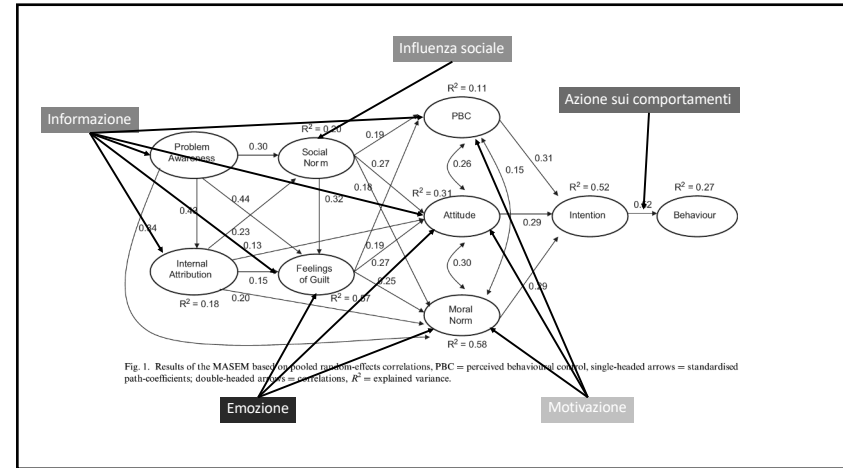 Influenza sociale
Informazione
Azione sui comportamenti
R² = 0.11
PBC
R² = 0.20
Problem
Awareness
0.30
Social
Norm
0.19
0.26
0.15
0.31
0.27
0.18
R² = 0.31
R² = 0.52
R² = 0.27
0.44
0.32
Attitude
0.29
Intention
Behaviour
0.23
0.13
0.34
0.19
Internal
Attribution
0.15
Feelings
of Guilt
0.27
0.30
0.25
0.29
R² = 0.18
0.20
Moral
Norm
R² = 0.58
Fig. 1. Results of the MASEM based on pooled random-effects correlations, PBC = perceived behavioural control, single-headed arrows = standardised
path-coefficients; double-headed arrows = correlations, R² = explained variance.
Emozione
Motivazione